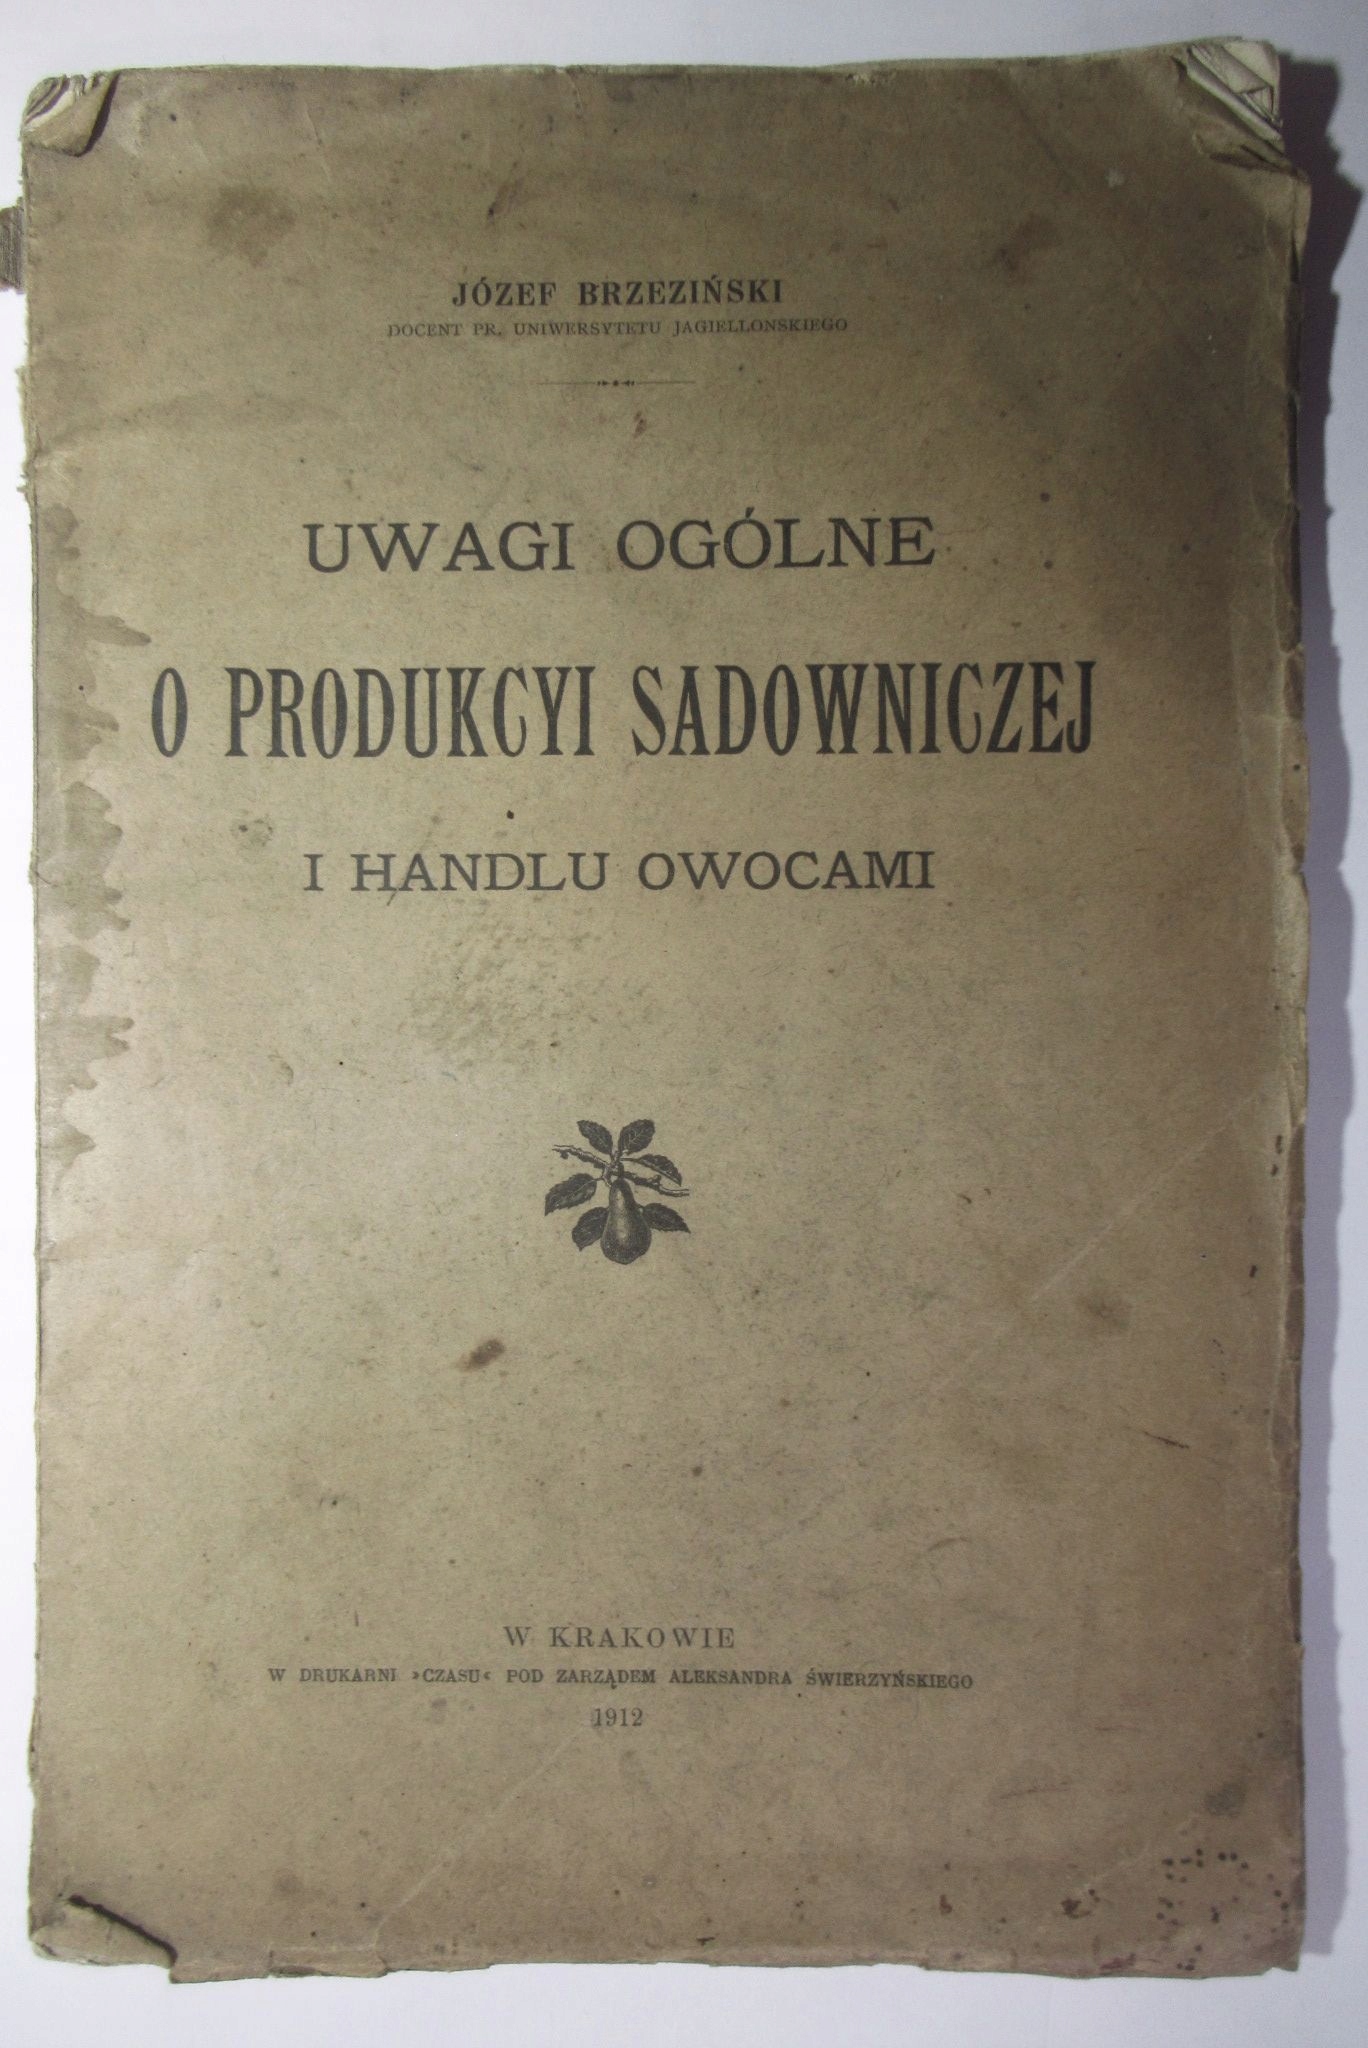 JÓZEF BRZEZIŃSKI
DOCENT PR. UNIWERSYTETU JAGIELLONSKIEGO
UWAGI OGÓLNE
O PRODUKCYI SADOWNICZEJ
I HANDLU OWOCAMI
W KRAKOWIE
W DRUKARNI »CZASU« POD ZARZĄDEM ALEKSANDRA ŚWIERZYŃSKIEGO
1912